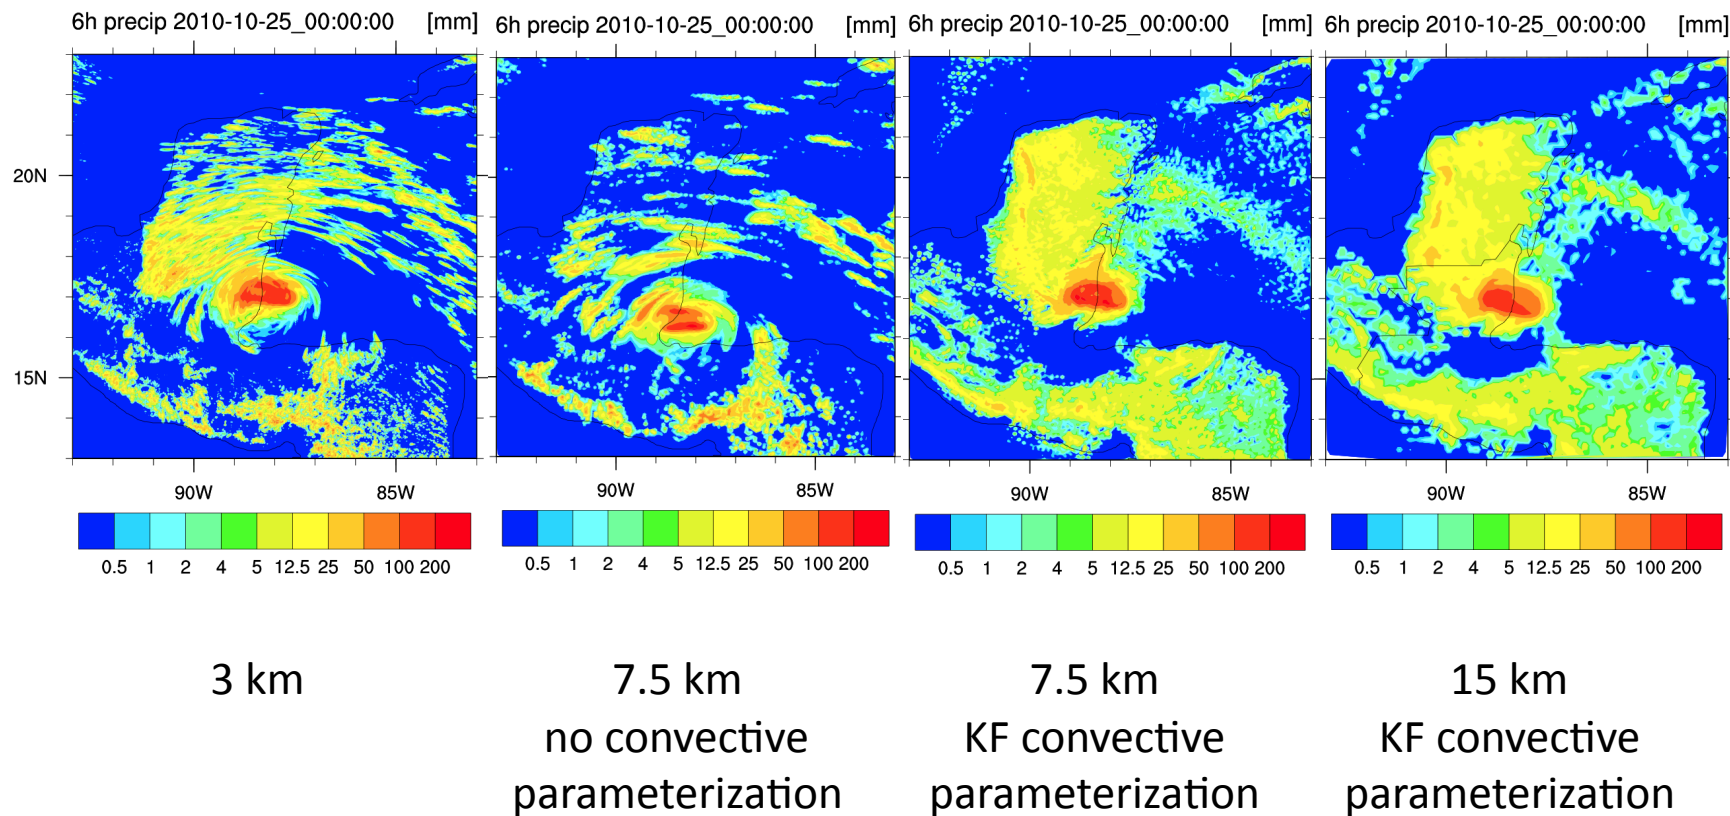 6h precip 2010-10-25_00:00:00 [mm]
6h precip 2010-10-25_00:00:00 [mm]
6h precip 2010-10-25_00:00:00 [mm]
6h precip 2010-10-25_00:00:00 [mm]
20N
15N
90W 85W
90W 85W
90W 85W
90W 85W
0.5 1 2 4 5 12.5 25 50 100 200
0.5 1 2 4 5 12.5 25 50 100 200
0.5 1 2 4 5 12.5 25 50 100 200
0.5 1 2 4 5 12.5 25 50 100 200
3 km
7.5 km
no convective
parameterization
7.5 km
KF convective
parameterization
15 km
KF convective
parameterization